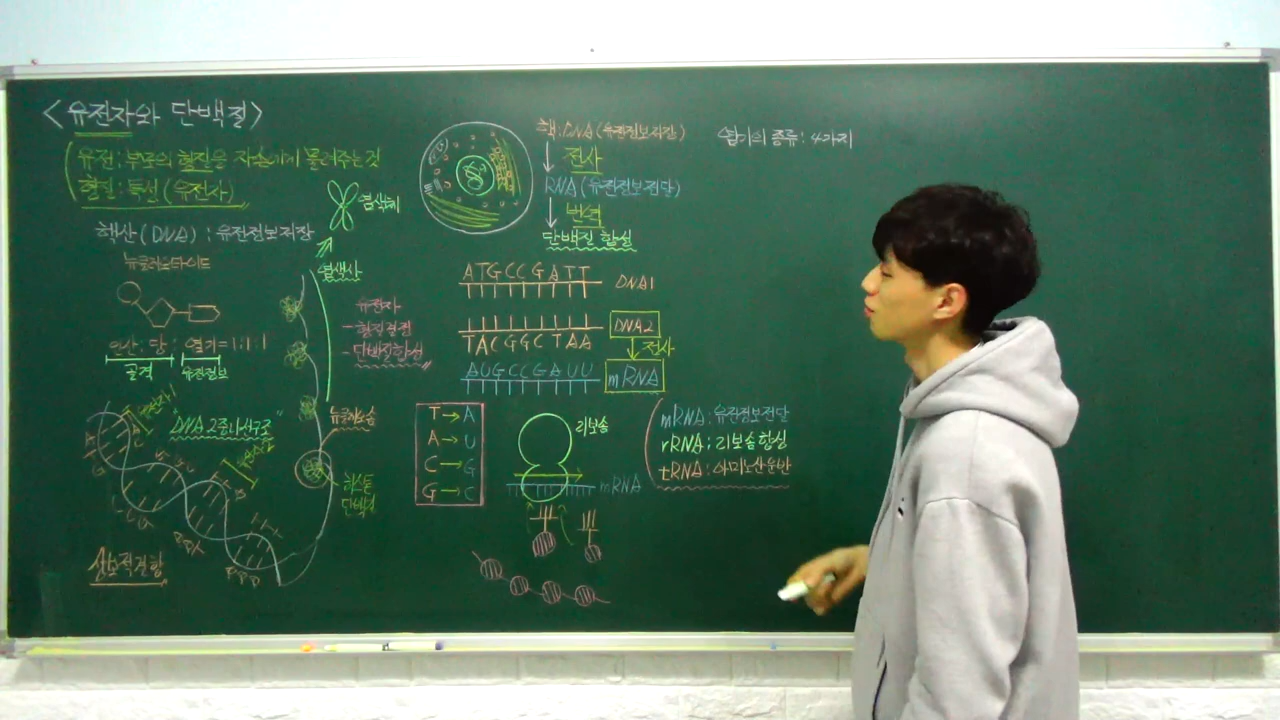 <유전자와 단백질>
유전: 부모의 형질을 자손에게 물려주는 것
형질: 특성 (유전자)
핵산(DNA) : 유전정보저장
뉴클레오타이드
인산 : 당 : 염기 = 1:1:1
골격
유전정보
"DNA 2중나선구조"
상보적결합
염색체
염색사
유전자
- 형질결정
- 단백질합성
뉴클레오솜
히스톤
단백질
핵: DNA (유전정보저장)
전사
RNA (유전정보전달)
번역
단백질 합성
ATGCCGATT DNA1
DNA2
TACGGCTAA
전사
AUGCCGAUU mRNA
T→A
A→U
C→G
G→C
리보솜
mRNA
mRNA: 유전정보전달
rRNA: 리보솜합성
tRNA: 아미노산운반
염기의 종류: 4가지